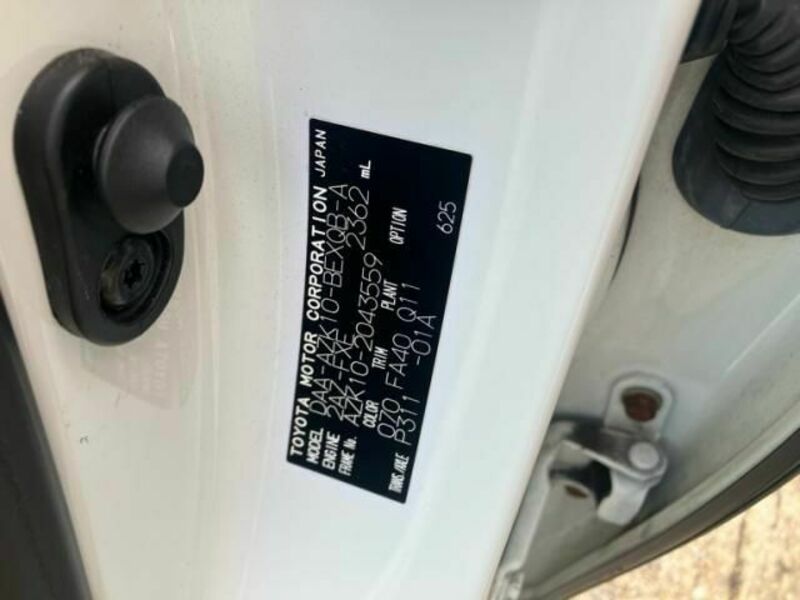 TOYOTA MOTOR CORPORATION JAPAN
MODEL DAA-AZK10-BEXQB-A
ENGINE 2AZ-FXE 2362 mL
FRAME No. AZK10-2043559
COLOR TRIM PLANT OPTION
070 FA40 Q11
TRANS./AXLE P311 -01A 625